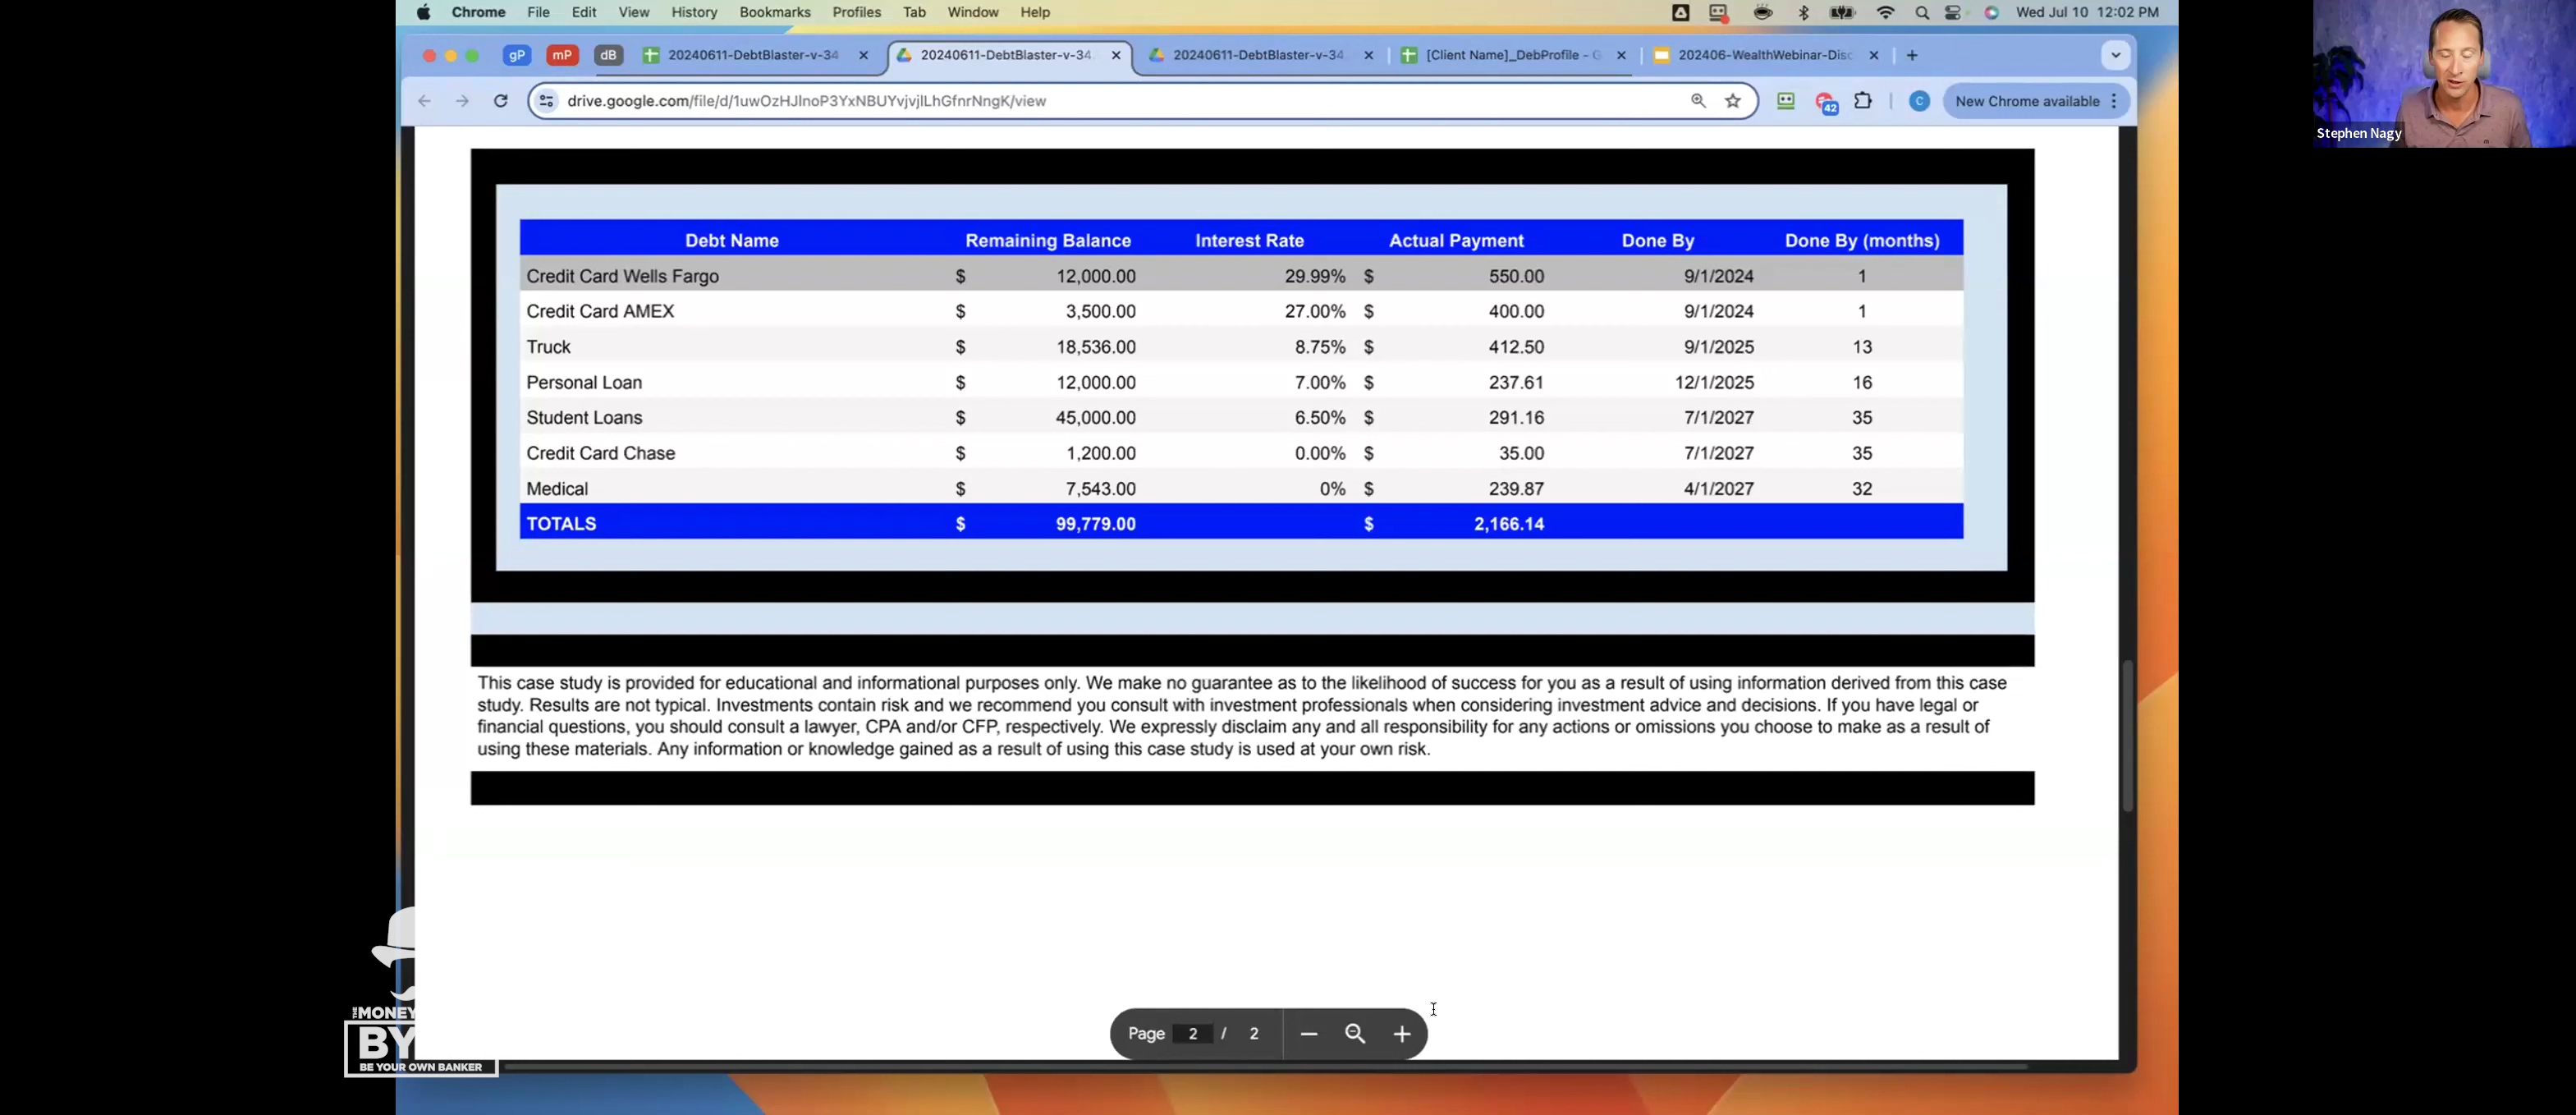 Chrome File Edit View History Bookmarks Profiles Tab Window Help Wed Jul 10 12:02 PM
gP mP dB 20240611-DebtBlaster-v-34 20240611-DebtBlaster-v-34. 20240611-DebtBlaster-v-34 [Client Name]_DebProfile - G 202406-WealthWebinar-Disc
drive.google.com/file/d/1uwOzHJlnoP3YxNBUYvjvjlLhGfnrNngK/view 42 C New Chrome available
Stephen Nagy
Debt Name Remaining Balance Interest Rate Actual Payment Done By Done By (months)
Credit Card Wells Fargo $ 12,000.00 29.99% $ 550.00 9/1/2024 1
Credit Card AMEX $ 3,500.00 27.00% $ 400.00 9/1/2024 1
Truck $ 18,536.00 8.75% $ 412.50 9/1/2025 13
Personal Loan $ 12,000.00 7.00% $ 237.61 12/1/2025 16
Student Loans $ 45,000.00 6.50% $ 291.16 7/1/2027 35
Credit Card Chase $ 1,200.00 0.00% $ 35.00 7/1/2027 35
Medical $ 7,543.00 0% $ 239.87 4/1/2027 32
TOTALS $ 99,779.00 $ 2,166.14
This case study is provided for educational and informational purposes only. We make no guarantee as to the likelihood of success for you as a result of using information derived from this case
study. Results are not typical. Investments contain risk and we recommend you consult with investment professionals when considering investment advice and decisions. If you have legal or
financial questions, you should consult a lawyer, CPA and/or CFP, respectively. We expressly disclaim any and all responsibility for any actions or omissions you choose to make as a result of
using these materials. Any information or knowledge gained as a result of using this case study is used at your own risk.
THE MONEY
BY
BE YOUR OWN BANKER
Page 2 / 2